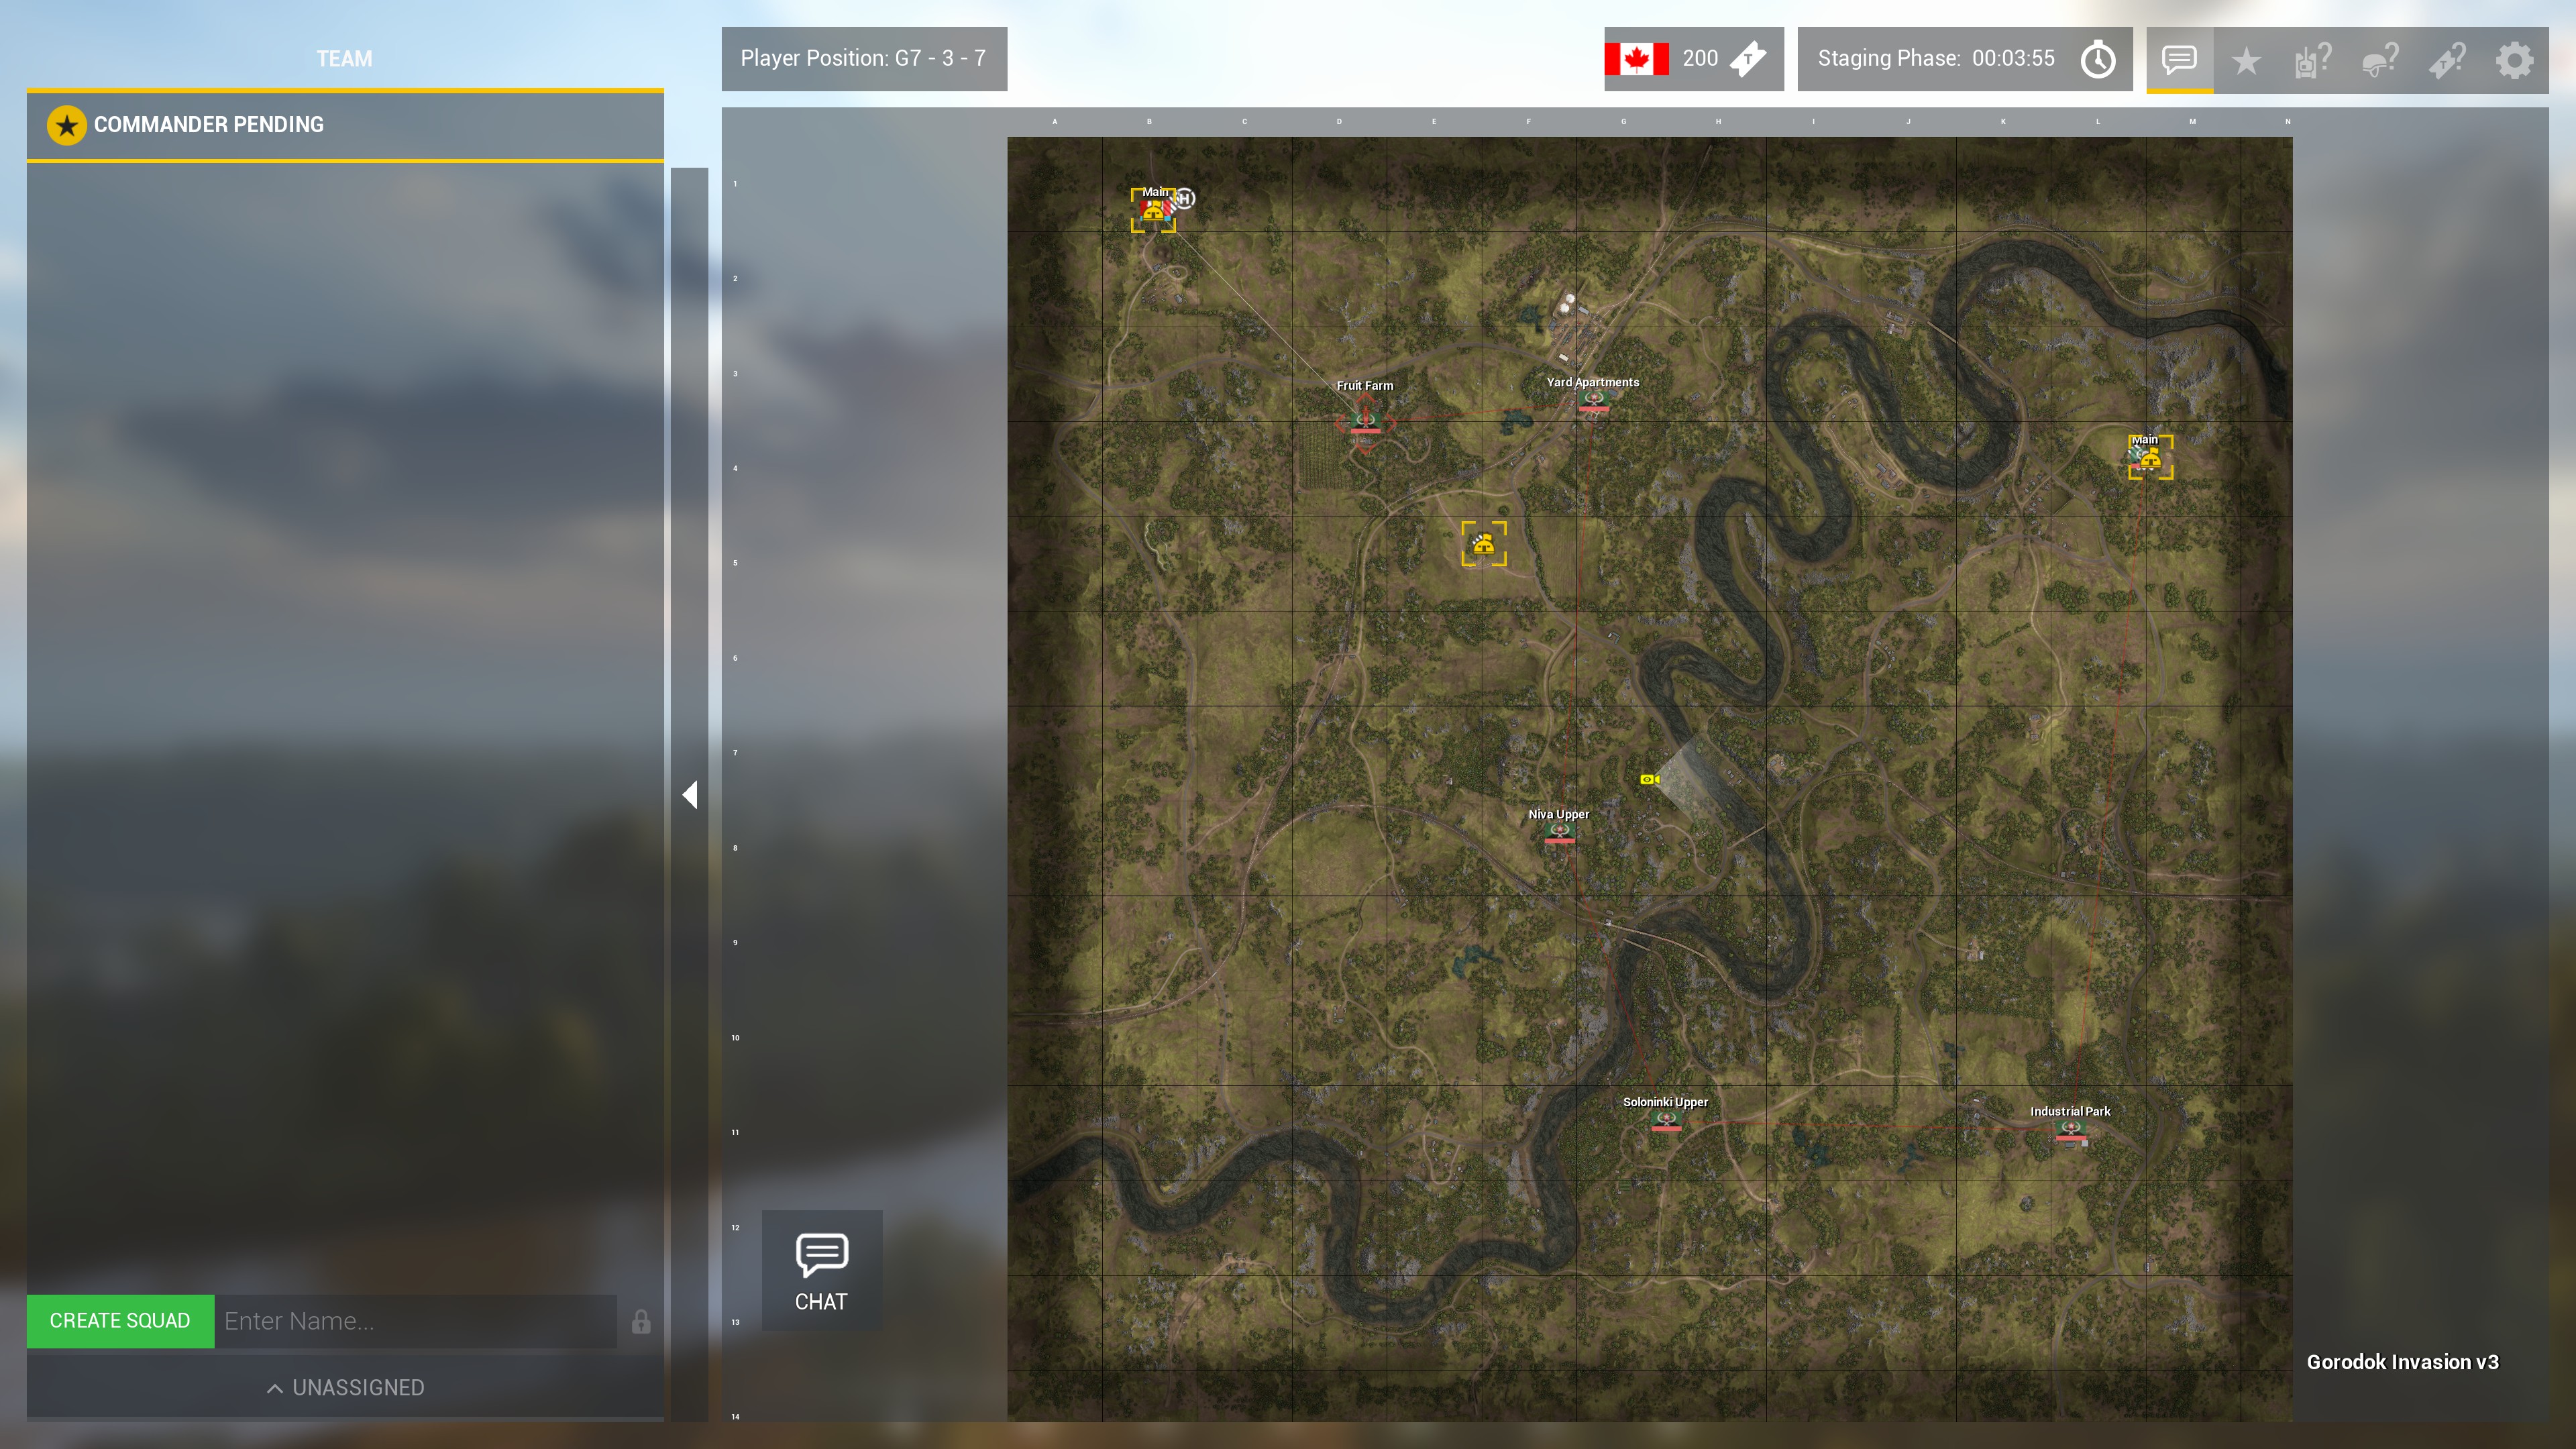 TEAM
Player Position: G7 - 3 - 7
200
T
Staging Phase: 00:03:55
? ? T ?
COMMANDER PENDING
A B C D E F G H I J K L M N
1
Main
H
2
3
Fruit Farm
Yard Apartments
4
Main
5
6
7
Niva Upper
8
9
10
Soloninki Upper
Industrial Park
11
12
CHAT
13
CREATE SQUAD
Enter Name...
Gorodok Invasion v3
UNASSIGNED
14